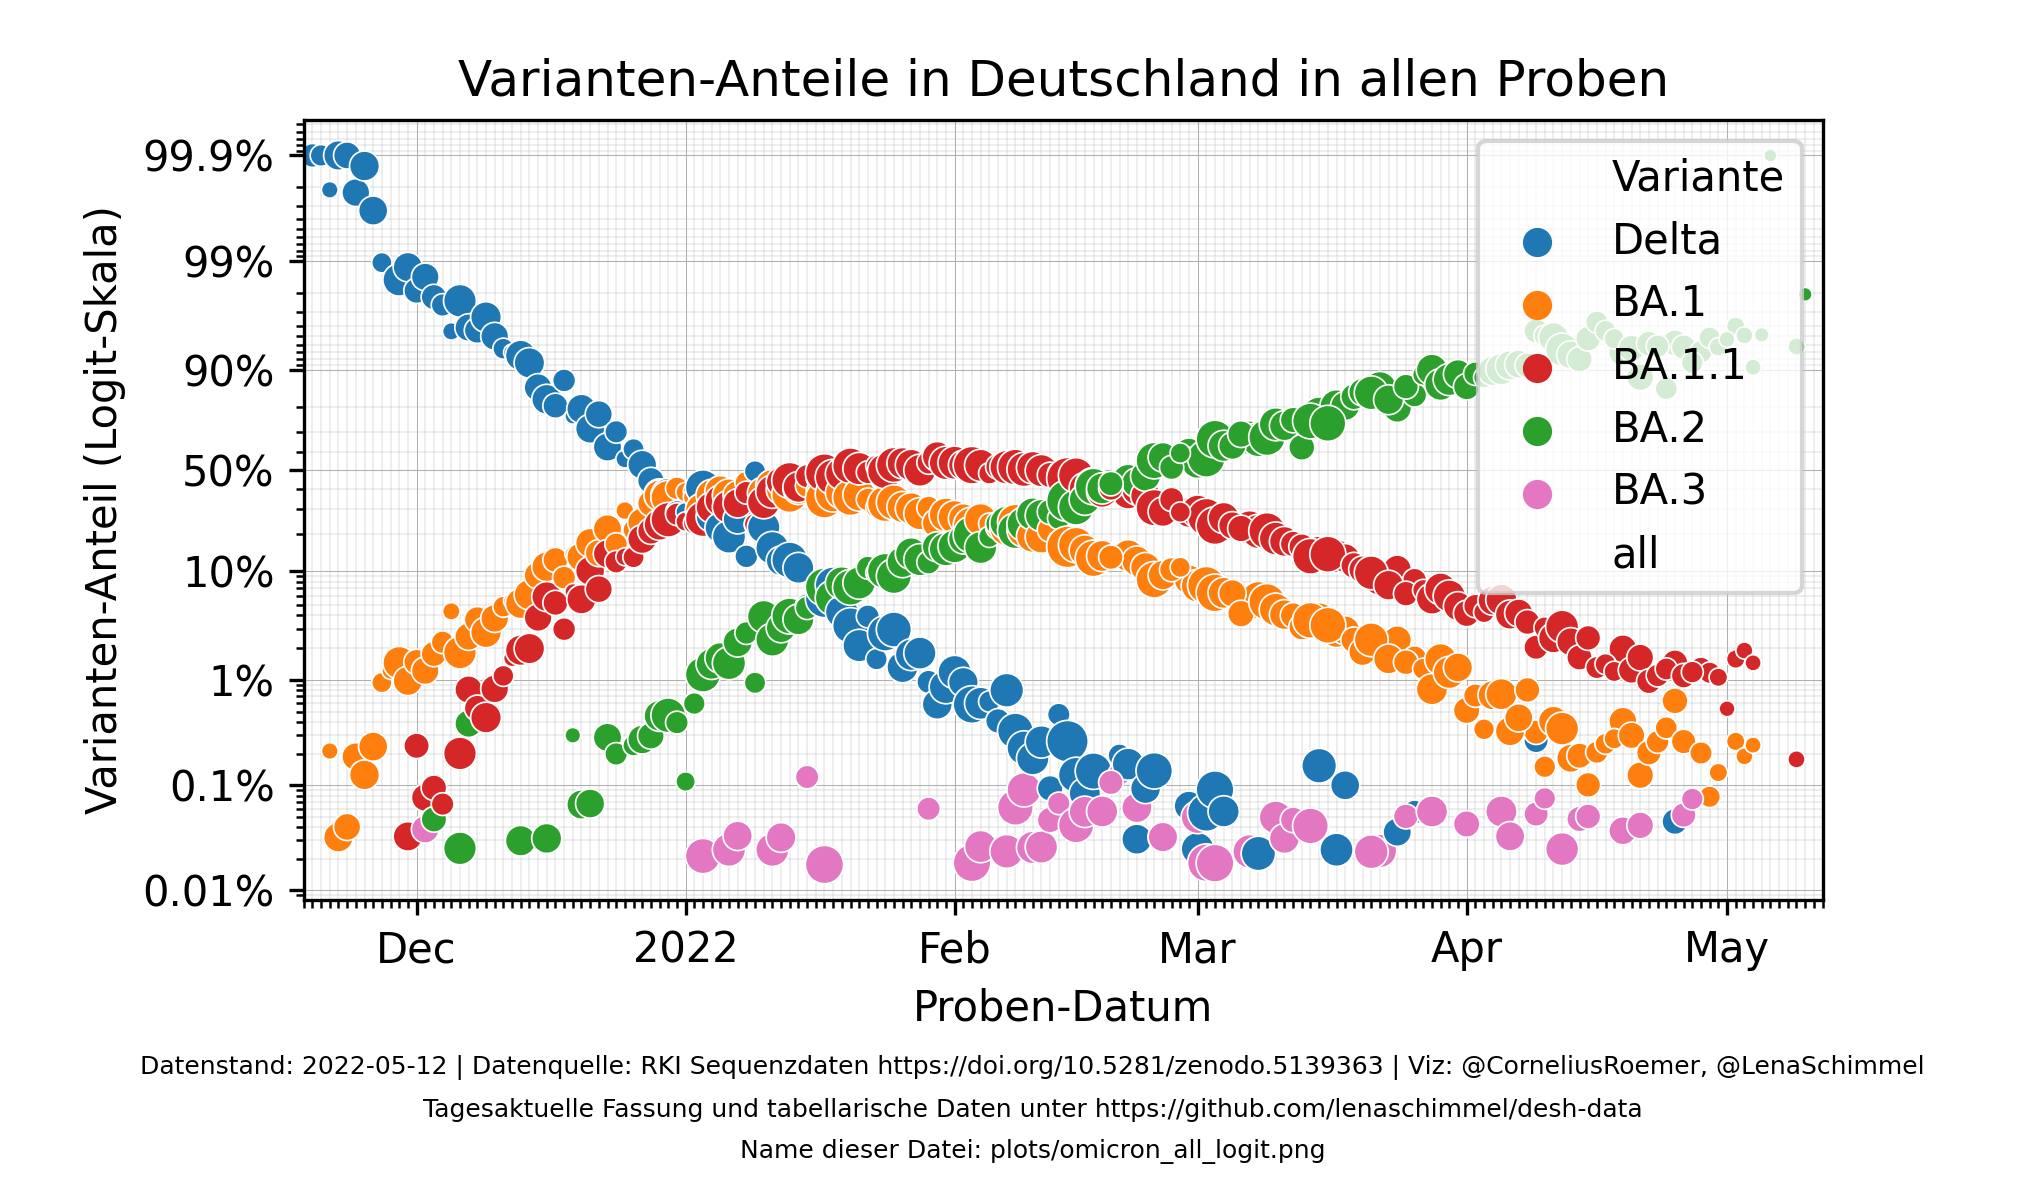 Varianten-Anteile in Deutschland in allen Proben
Varianten-Anteil (Logit-Skala)
99.9%
99%
90%
50%
10%
1%
0.1%
0.01%
Variante
Delta
BA.1
BA.1.1
BA.2
BA.3
all
Dec
2022
Feb
Mar
Apr
May
Proben-Datum
Datenstand: 2022-05-12 | Datenquelle: RKI Sequenzdaten https://doi.org/10.5281/zenodo.5139363 | Viz: @CorneliusRoemer, @LenaSchimmel
Tagesaktuelle Fassung und tabellarische Daten unter https://github.com/lenaschimmel/desh-data
Name dieser Datei: plots/omicron_all_logit.png